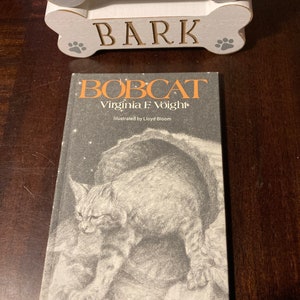 BARK
BOBCAT
Virginia F. Voight
Illustrated by Lloyd Bloom